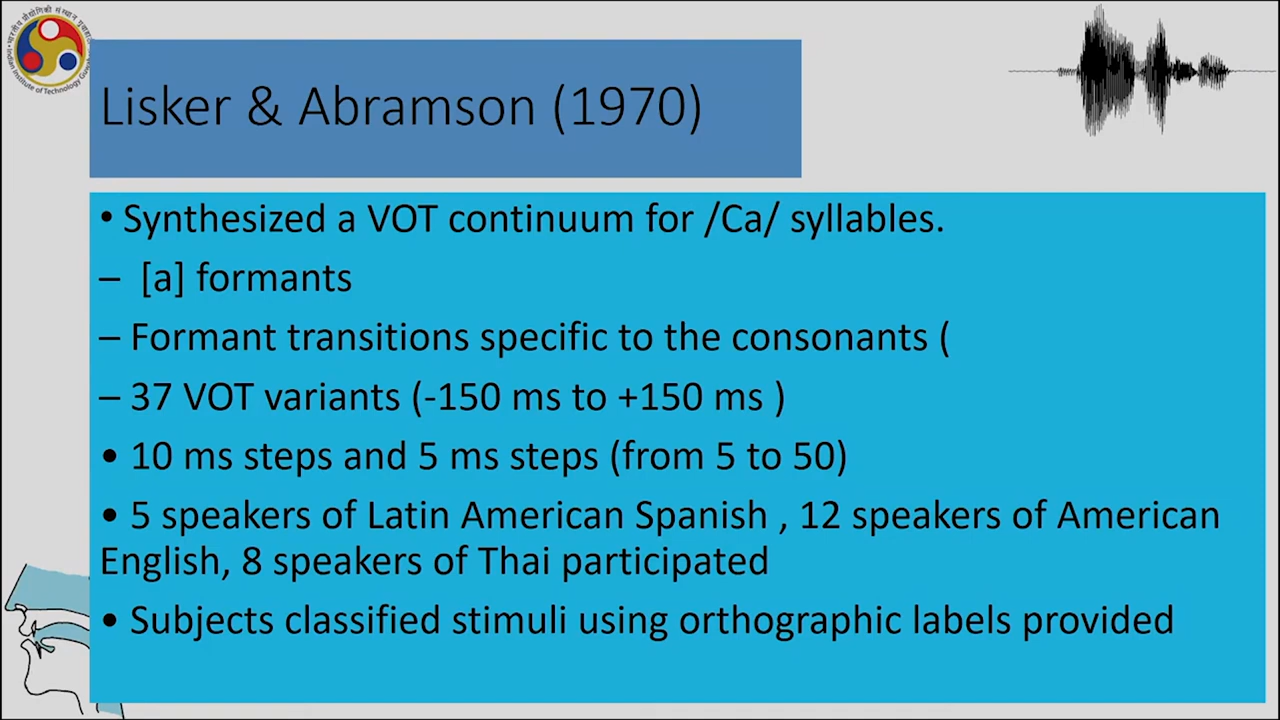 Lisker & Abramson (1970)
• Synthesized a VOT continuum for /Ca/ syllables.
– [a] formants
– Formant transitions specific to the consonants (
– 37 VOT variants (-150 ms to +150 ms )
• 10 ms steps and 5 ms steps (from 5 to 50)
• 5 speakers of Latin American Spanish , 12 speakers of American
English, 8 speakers of Thai participated
• Subjects classified stimuli using orthographic labels provided